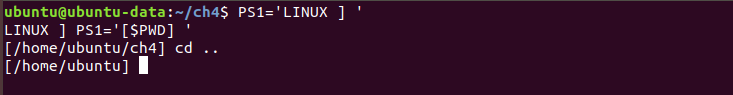 ubuntu@ubuntu-data:~/ch4$ PS1='LINUX ] '
LINUX ] PS1='[$PWD] '
[/home/ubuntu/ch4] cd ..
[/home/ubuntu]